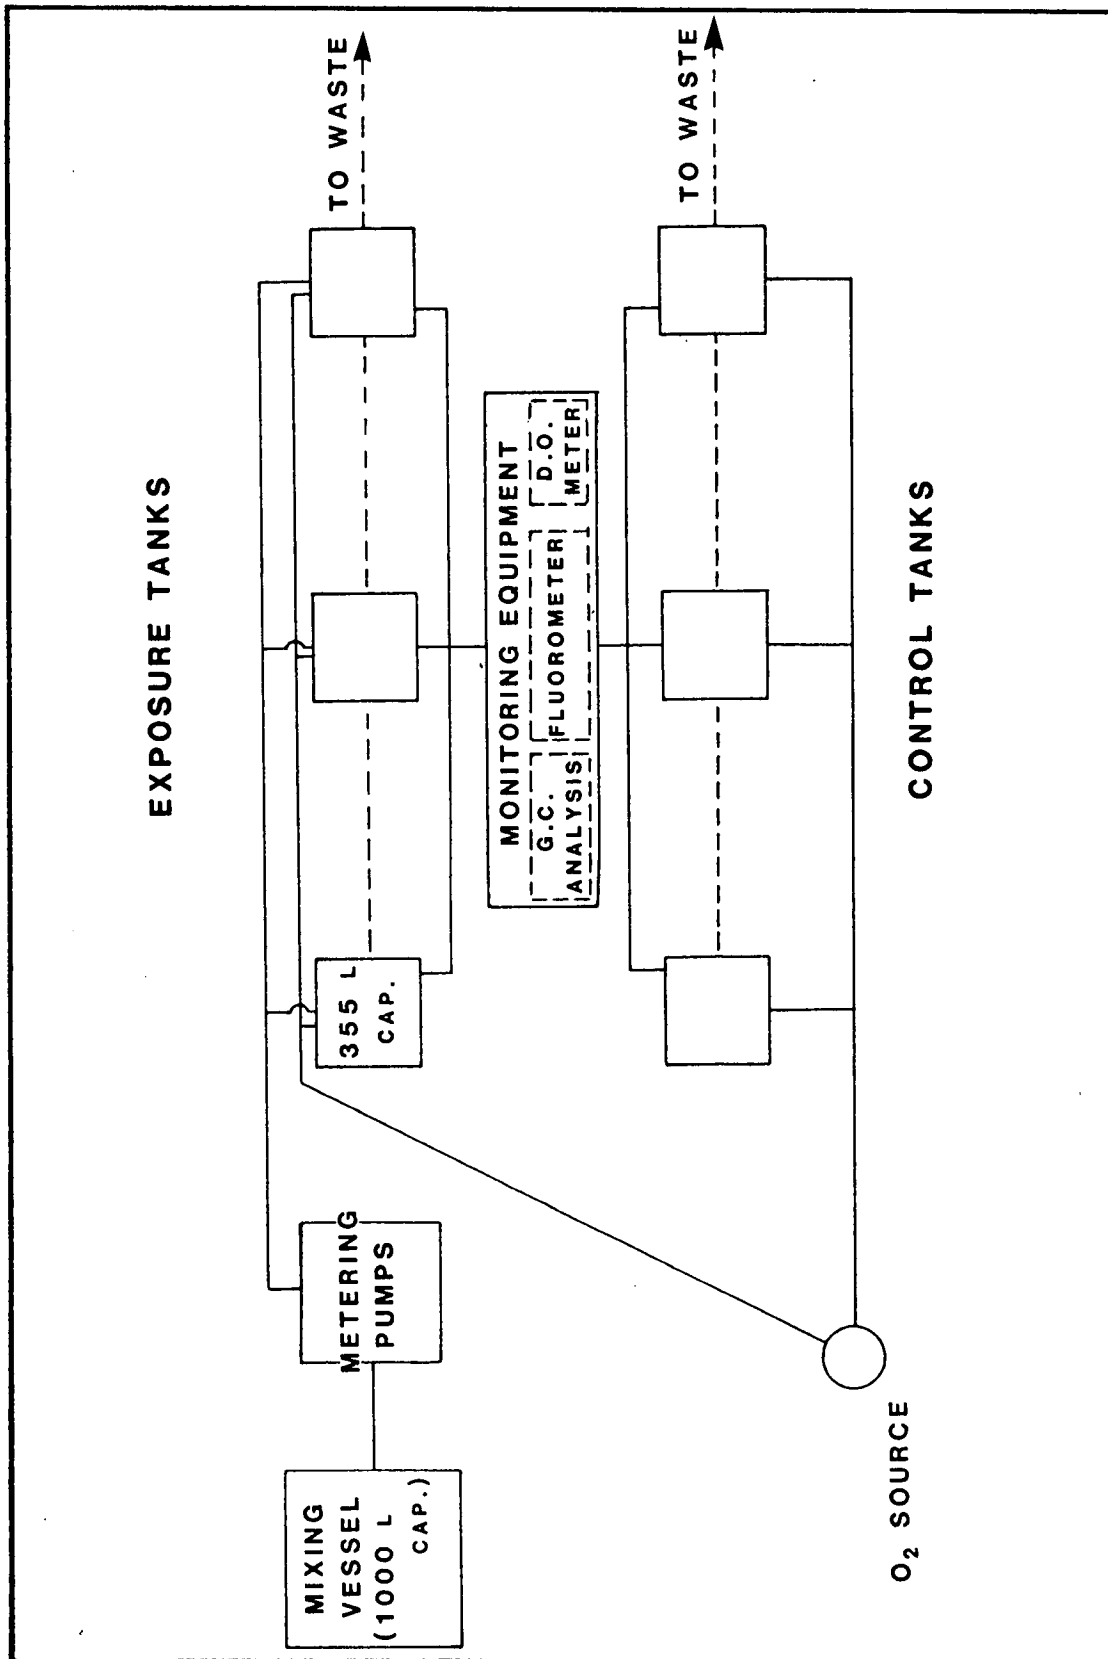 EXPOSURE TANKS
TO WASTE
355 L
CAP.
METERING
PUMPS
MIXING
VESSEL
(1000 L
CAP.)
MONITORING EQUIPMENT
G.C.
ANALYSIS
FLUOROMETER
D.O.
METER
TO WASTE
CONTROL TANKS
O₂ SOURCE